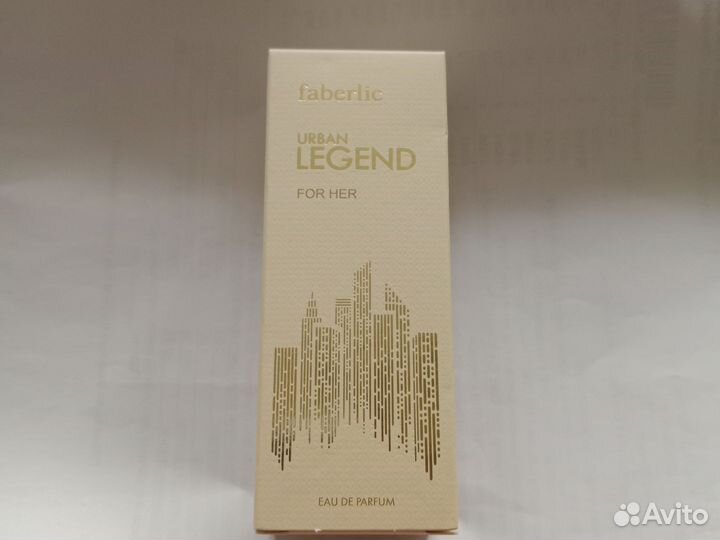 faberlic
URBAN
LEGEND
FOR HER
EAU DE PARFUM
Avito